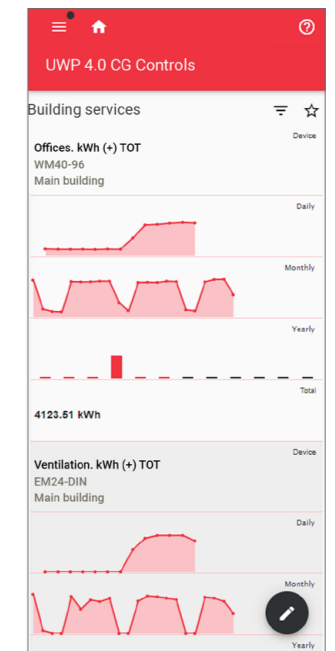 UWP 4.0 CG Controls
Building services
Device
Offices. kWh (+) TOT
WM40-96
Main building
Daily
Monthly
Yearly
Total
4123.51 kWh
Device
Ventilation. kWh (+) TOT
EM24-DIN
Main building
Daily
Monthly
Yearly